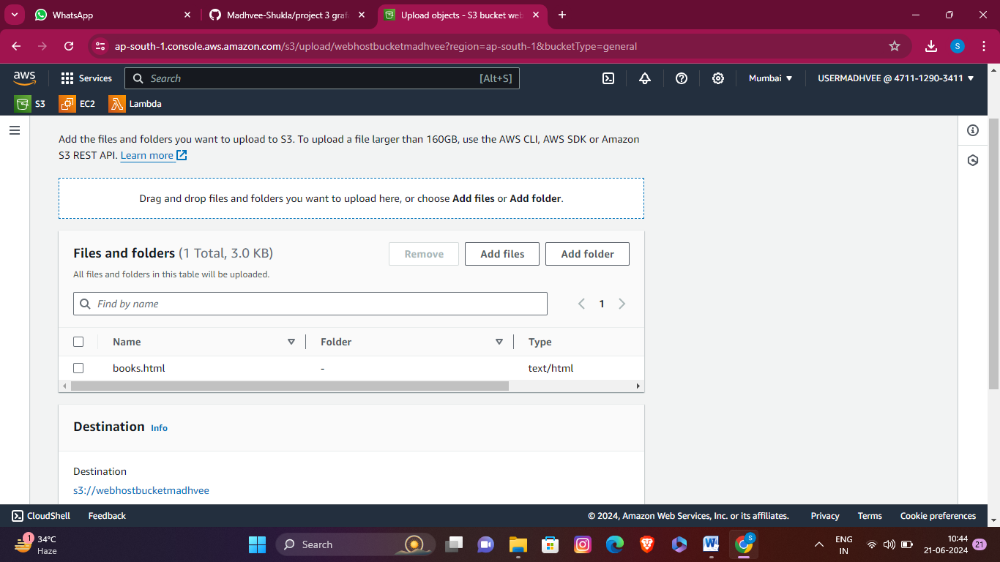 WhatsApp
Madhvee-Shukla/project 3 grafa
Upload objects - S3 bucket web
ap-south-1.console.aws.amazon.com/s3/upload/webhostbucketmadhvee?region=ap-south-1&bucketType=general
S
aws
Services
Search
[Alt+S]
Mumbai
USERMADHVEE @ 4711-1290-3411
S3
EC2
Lambda
Add the files and folders you want to upload to S3. To upload a file larger than 160GB, use the AWS CLI, AWS SDK or Amazon
S3 REST API. Learn more
Drag and drop files and folders you want to upload here, or choose Add files or Add folder.
Files and folders (1 Total, 3.0 KB)
Remove
Add files
Add folder
All files and folders in this table will be uploaded.
Find by name
1
Name
Folder
Type
books.html
-
text/html
Destination Info
Destination
s3://webhostbucketmadhvee
CloudShell
Feedback
© 2024, Amazon Web Services, Inc. or its affiliates.
Privacy
Terms
Cookie preferences
1
34°C
Haze
Search
W
S
ENG
IN
10:44
21-06-2024
21